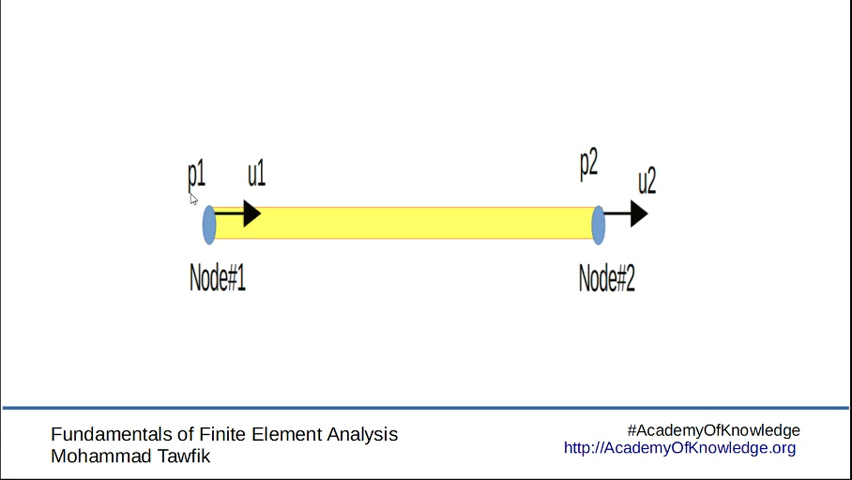 p1 u1 p2 u2
Node#1 Node#2
Fundamentals of Finite Element Analysis
Mohammad Tawfik
#AcademyOfKnowledge
http://AcademyOfKnowledge.org